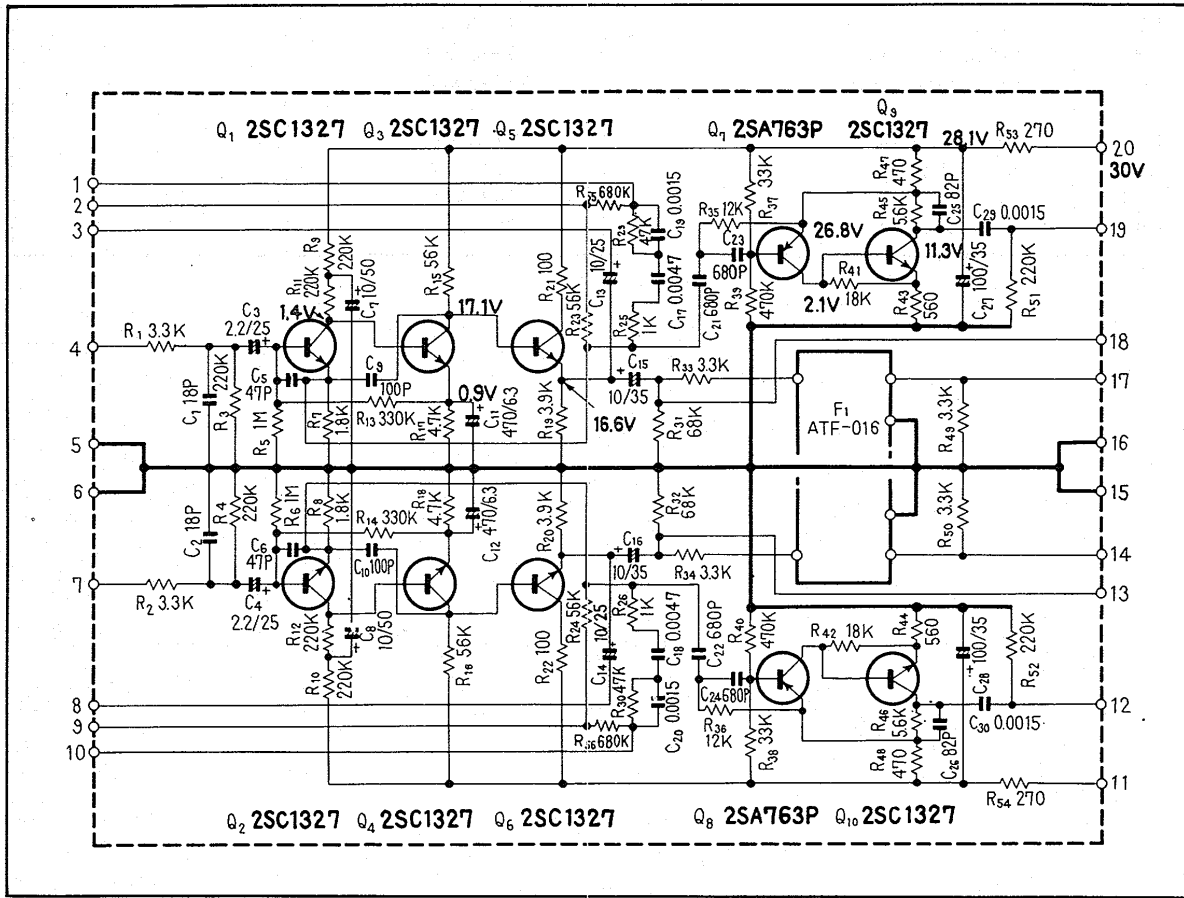 Q1 2SC1327
Q3 2SC1327
Q5 2SC1327
Q7 2SA763P
Q9 2SC1327
28.1V
R53 270
20
30V
1
2
3
R35 680K
R29 47K
C19 0.0015
R37 33K
R35 12K
R47 470
R45 5.6K
C25 82P
C29 0.0015
19
R9 220K
R11 220K
C7 10/50
R15 56K
R21 100
R23 56K
C13 10/25
C17 0.0047
R25 1K
C21 680P
C23 680P
R39 470K
26.8V
11.3V
2.1V
R41 18K
R43 560
C27 100/35
R51 220K
4
R1 3.3K
C3 2.2/25
1.4V
17.1V
C1 18P
R3 220K
C5 47P
R5 1M
R7 1.8K
C9 100P
R13 330K
0.9V
R17 4.7K
C11 470/6.3
R19 3.9K
16.6V
C15 10/35
R33 3.3K
R31 68K
F1
ATF-016
18
17
R49 3.3K
5
6
16
15
C2 18P
R4 220K
R6 1M
R8 1.8K
C6 47P
R14 330K
C10 100P
R18 4.7K
C12 470/6.3
R20 3.9K
C16 10/35
R32 68K
R34 3.3K
R50 3.3K
14
13
7
R2 3.3K
C4 2.2/25
R12 220K
R10 220K
C8 10/50
R16 56K
R22 100
R24 56K
C14 10/25
R26 1K
C18 0.0047
C22 680P
R30 47K
C20 0.0015
C24 680P
R36 12K
R40 470K
R38 33K
R42 18K
R44 560
R46 5.6K
R48 470
C26 82P
C28 100/35
C30 0.0015
R52 220K
12
8
9
R36 680K
10
R54 270
11
Q2 2SC1327
Q4 2SC1327
Q6 2SC1327
Q8 2SA763P
Q10 2SC1327